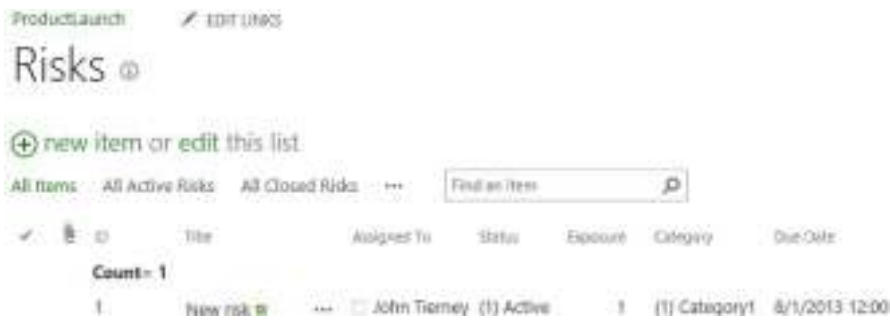 ProductLaunch EDIT LINKS
Risks
new item or edit this list
All Items All Active Risks All Closed Risks ... Find an item
ID Title Assigned To Status Exposure Category Due Date
Count= 1
1 New risk ... John Tierney (1) Active 1 (1) Category1 8/1/2013 12:00